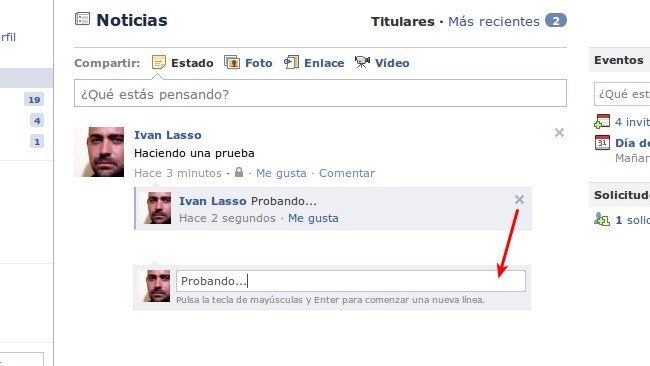 Noticias
Titulares · Más recientes 2
Compartir: Estado Foto Enlace Vídeo
¿Qué estás pensando?
Ivan Lasso
Haciendo una prueba
Hace 3 minutos · Me gusta · Comentar
Ivan Lasso Probando...
Hace 2 segundos · Me gusta
Probando...
Pulsa la tecla de mayúsculas y Enter para comenzar una nueva línea.
rfil
19
4
1
Eventos
¿Qué est
4 invit
31 Día de
Mañar
Solicitud
1 solic